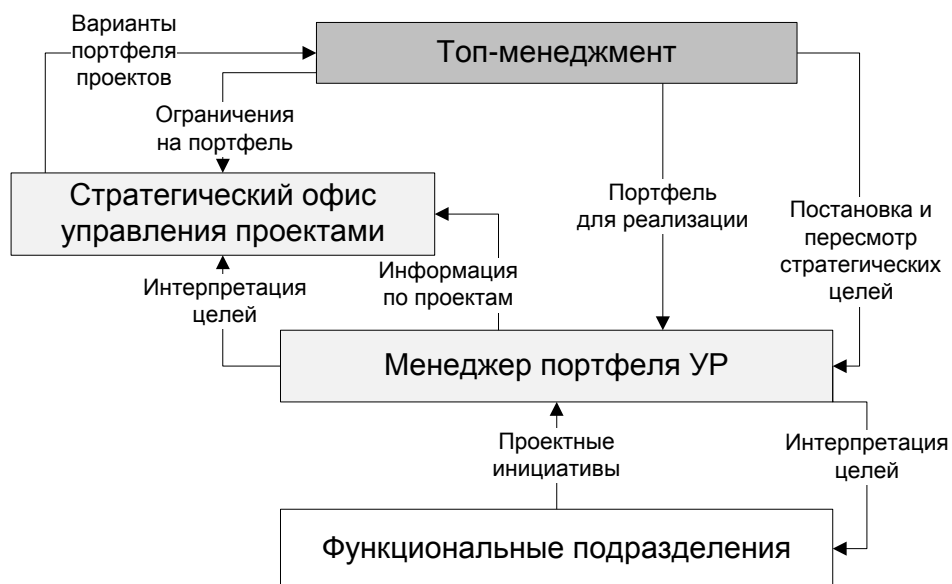 Варианты
портфеля
проектов
Топ-менеджмент
Ограничения
на портфель
Стратегический офис
управления проектами
Портфель
для реализации
Постановка и
пересмотр
стратегических
целей
Информация
по проектам
Интерпретация
целей
Менеджер портфеля УР
Проектные
инициативы
Интерпретация
целей
Функциональные подразделения